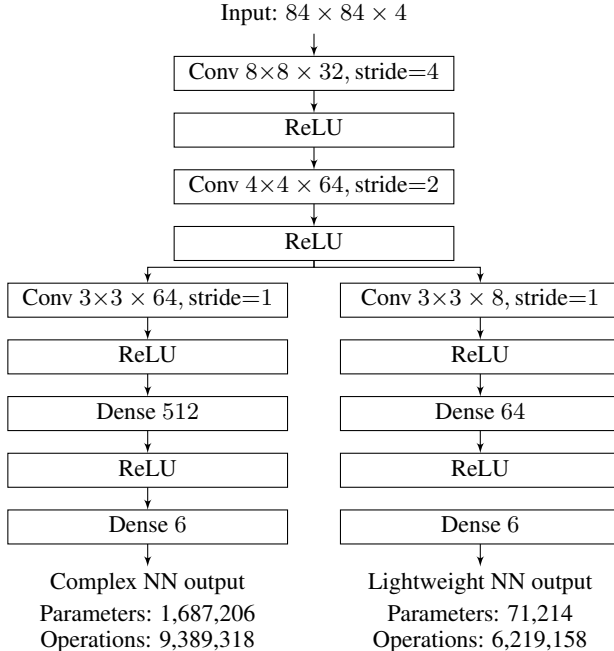 Input: 84 × 84 × 4
Conv 8×8 × 32, stride=4
ReLU
Conv 4×4 × 64, stride=2
ReLU
Conv 3×3 × 64, stride=1
ReLU
Dense 512
ReLU
Dense 6
Complex NN output
Parameters: 1,687,206
Operations: 9,389,318
Conv 3×3 × 8, stride=1
ReLU
Dense 64
ReLU
Dense 6
Lightweight NN output
Parameters: 71,214
Operations: 6,219,158